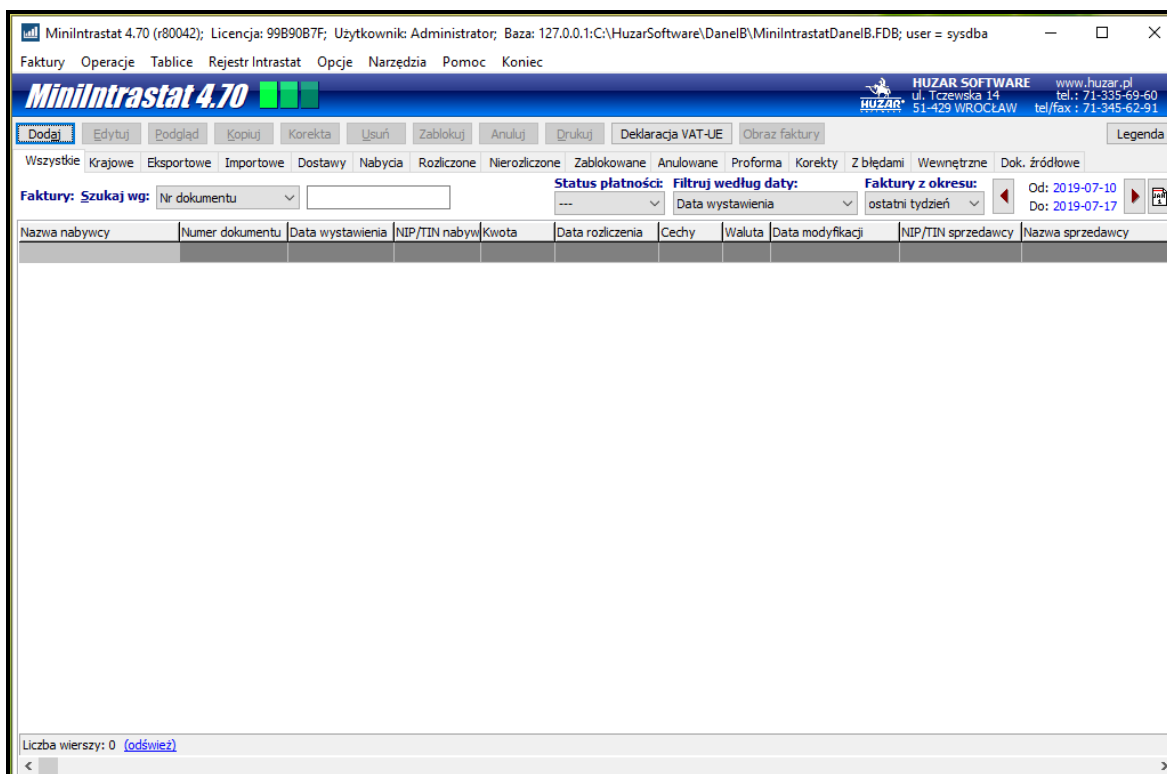 MiniIntrastat 4.70 (r80042); Licencja: 99B90B7F; Użytkownik: Administrator; Baza: 127.0.0.1:C:\HuzarSoftware\DaneIB\MiniIntrastatDaneIB.FDB; user = sysdba
Faktury Operacje Tablice Rejestr Intrastat Opcje Narzędzia Pomoc Koniec
MiniIntrastat 4.70
HUZAR
HUZAR SOFTWARE www.huzar.pl
ul. Tczewska 14 tel.: 71-335-69-60
51-429 WROCŁAW tel/fax : 71-345-62-91
Dodaj Edytuj Podgląd Kopiuj Korekta Usuń Zablokuj Anuluj Drukuj Deklaracja VAT-UE Obraz faktury Legenda
Wszystkie Krajowe Eksportowe Importowe Dostawy Nabycia Rozliczone Nierozliczone Zablokowane Anulowane Proforma Korekty Z błędami Wewnętrzne Dok. źródłowe
Status płatności: Filtruj według daty: Faktury z okresu:
Faktury: Szukaj wg: Nr dokumentu --- Data wystawienia ostatni tydzień
Od: 2019-07-10
Do: 2019-07-17
Nazwa nabywcy Numer dokumentu Data wystawienia NIP/TIN nabyw Kwota Data rozliczenia Cechy Waluta Data modyfikacji NIP/TIN sprzedawcy Nazwa sprzedawcy
Liczba wierszy: 0 (odśwież)